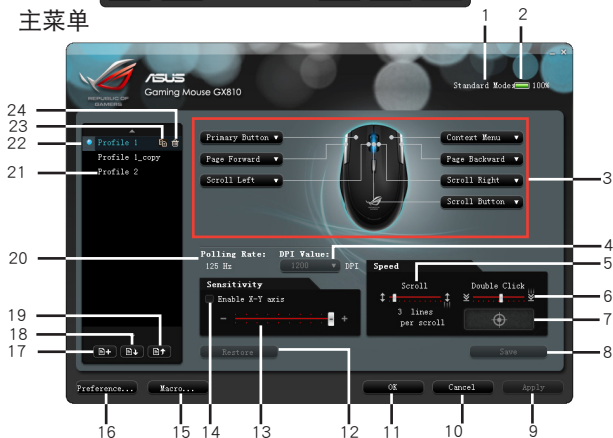 主菜单
1 2
ASUS
Gaming Mouse GX810
REPUBLIC OF
GAMERS
Standard Mode 100%
24
23
22
21
Profile 1
Profile 1_copy
Profile 2
Primary Button
Page Forward
Scroll Left
Context Menu
Page Backward
Scroll Right
Scroll Button
3
20
Polling Rate:
125 Hz
DPI Value:
1200 DPI
4
Speed
5
Sensitivity
Enable X-Y axis
- +
Scroll
3 lines
per scroll
Double Click
6
7
19
18
17
Restore
Save
8
Preference...
Macro...
OK
Cancel
Apply
16 15 14 13 12 11 10 9